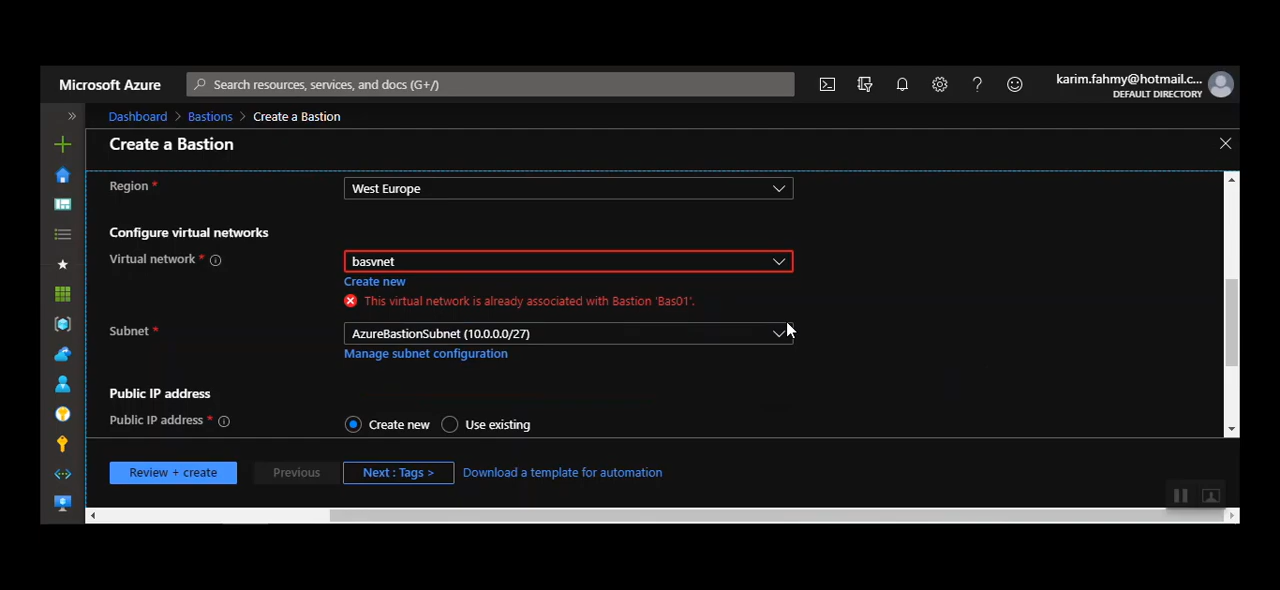 Microsoft Azure
Search resources, services, and docs (G+/)
karim.fahmy@hotmail.c...
DEFAULT DIRECTORY
Dashboard > Bastions > Create a Bastion
Create a Bastion
Region *
West Europe
Configure virtual networks
Virtual network *
basvnet
Create new
This virtual network is already associated with Bastion 'Bas01'.
Subnet *
AzureBastionSubnet (10.0.0.0/27)
Manage subnet configuration
Public IP address
Public IP address *
Create new
Use existing
Review + create
Previous
Next : Tags >
Download a template for automation